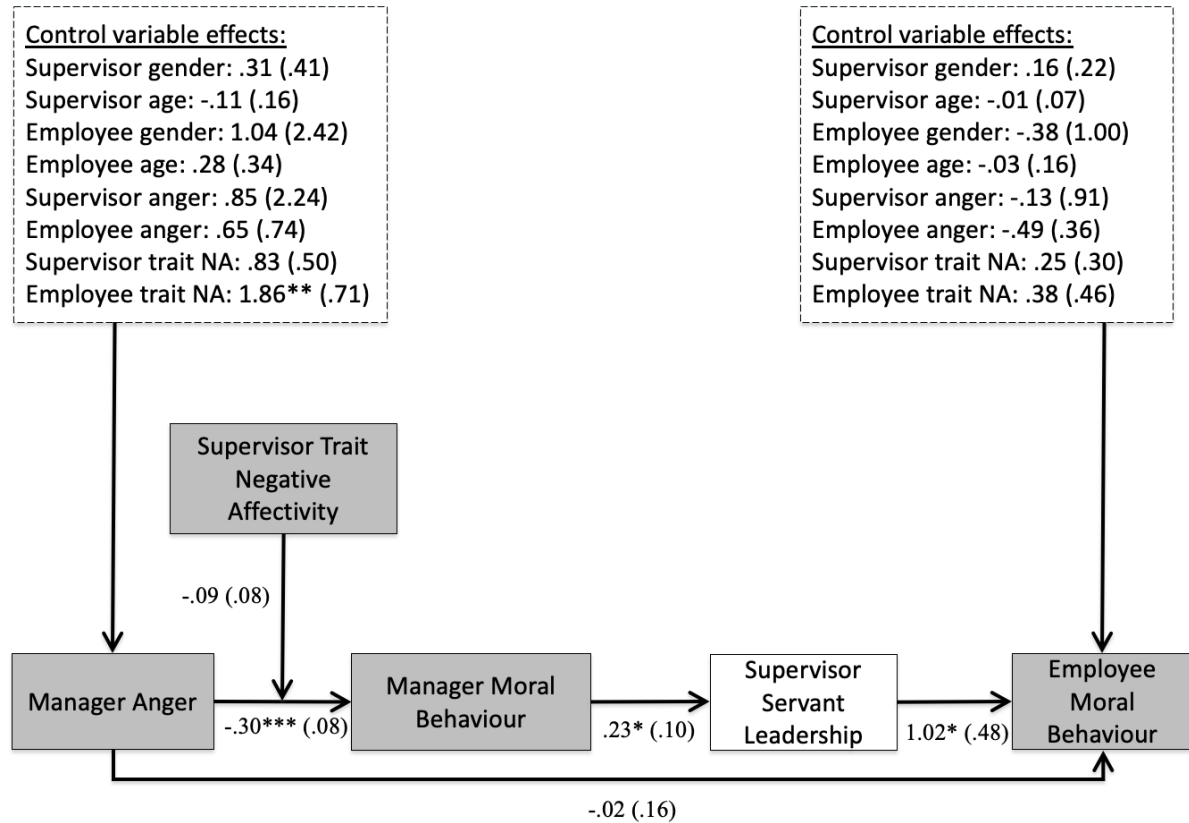 Control variable effects:
Supervisor gender: .31 (.41)
Supervisor age: -.11 (.16)
Employee gender: 1.04 (2.42)
Employee age: .28 (.34)
Supervisor anger: .85 (2.24)
Employee anger: .65 (.74)
Supervisor trait NA: .83 (.50)
Employee trait NA: 1.86** (.71)
Control variable effects:
Supervisor gender: .16 (.22)
Supervisor age: -.01 (.07)
Employee gender: -.38 (1.00)
Employee age: -.03 (.16)
Supervisor anger: -.13 (.91)
Employee anger: -.49 (.36)
Supervisor trait NA: .25 (.30)
Employee trait NA: .38 (.46)
Supervisor Trait
Negative
Affectivity
-.09 (.08)
Manager Anger
-.30*** (.08)
Manager Moral
Behaviour
.23* (.10)
Supervisor
Servant
Leadership
1.02* (.48)
Employee
Moral
Behaviour
-.02 (.16)